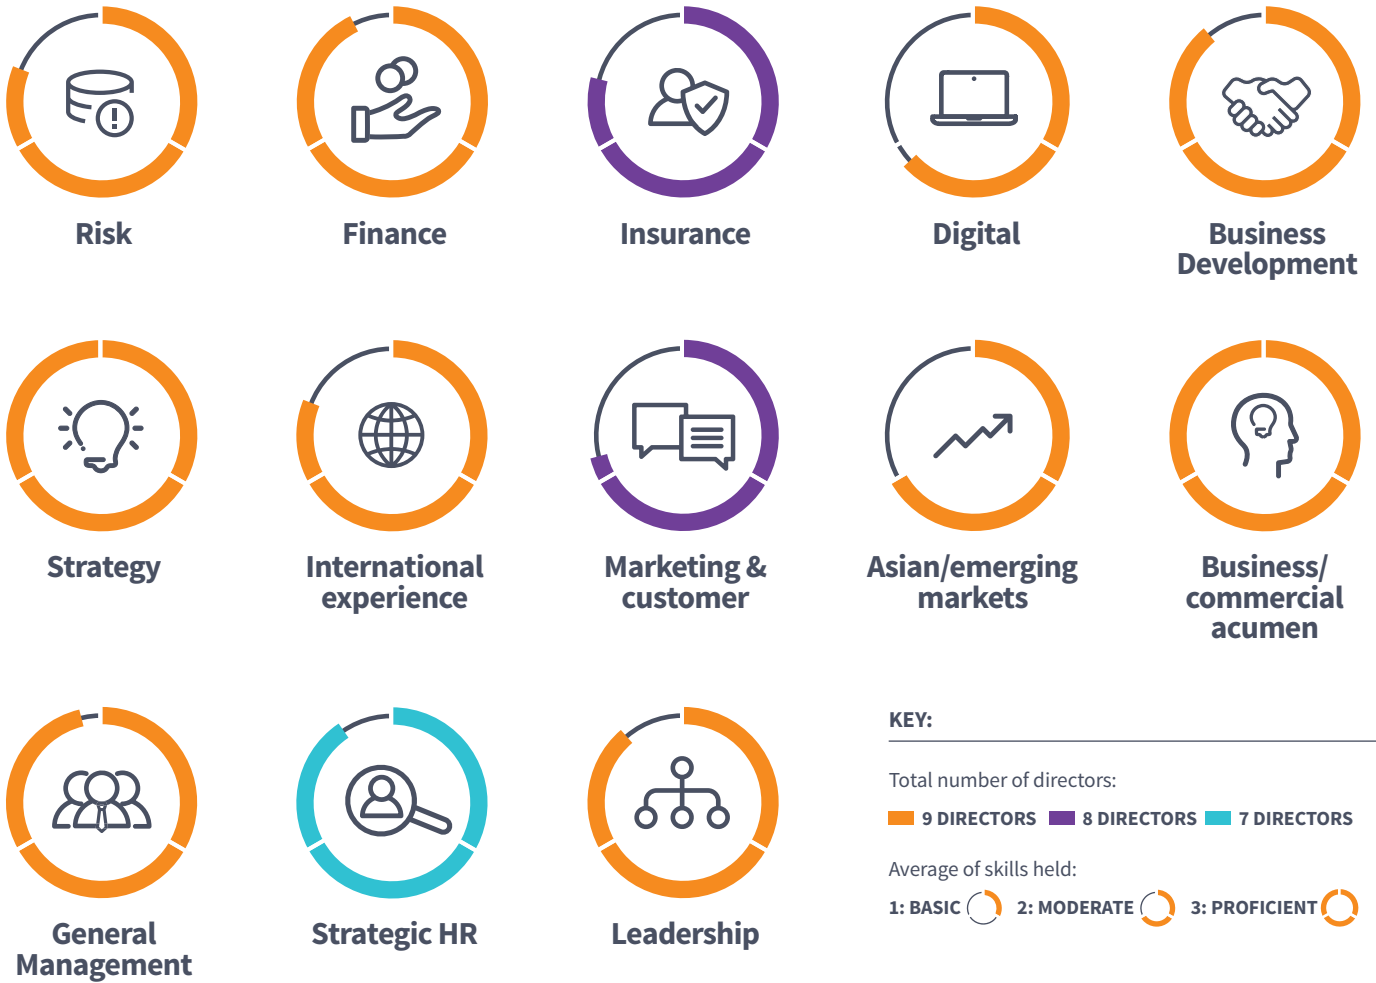 Risk
Finance
Insurance
Digital
Business
Development
Strategy
International
experience
Marketing &
customer
Asian/emerging
markets
Business/
commercial
acumen
General
Management
Strategic HR
Leadership
KEY:
Total number of directors:
9 DIRECTORS 8 DIRECTORS 7 DIRECTORS
Average of skills held:
1: BASIC 2: MODERATE 3: PROFICIENT